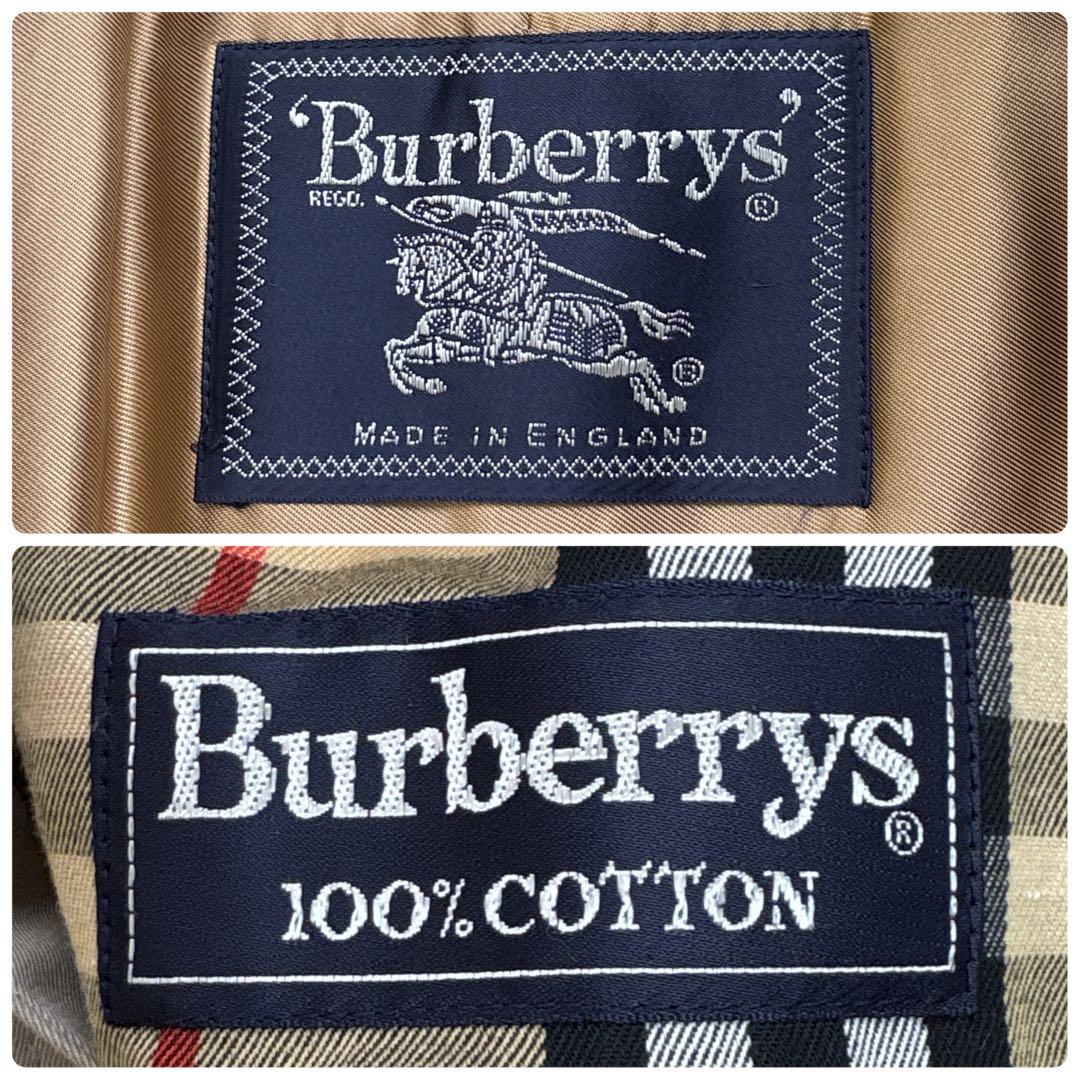 ‘Burberrys’
REGD. ®
®
MADE IN ENGLAND
Burberrys®
100% COTTON